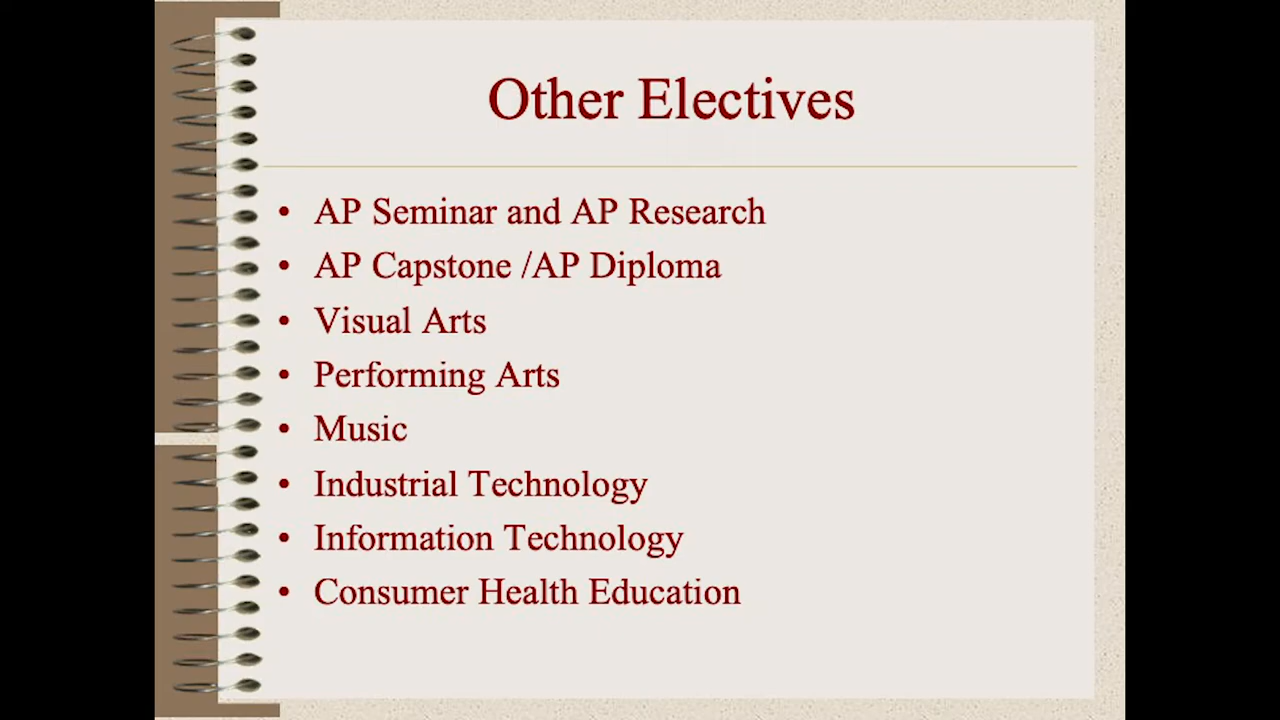 Other Electives
• AP Seminar and AP Research
• AP Capstone /AP Diploma
• Visual Arts
• Performing Arts
• Music
• Industrial Technology
• Information Technology
• Consumer Health Education